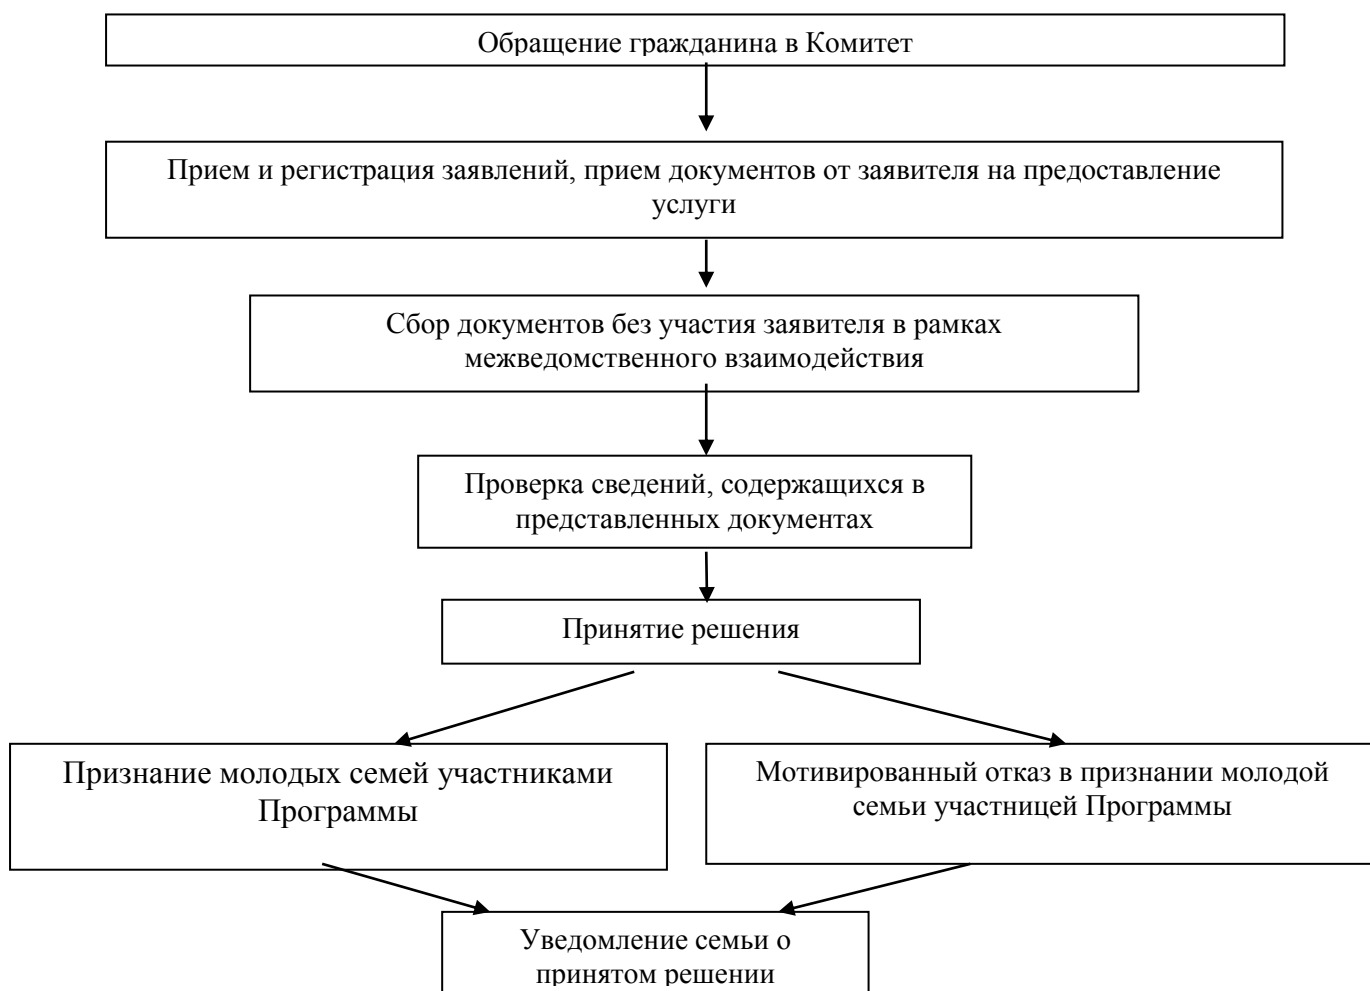 Обращение гражданина в Комитет
Прием и регистрация заявлений, прием документов от заявителя на предоставление
услуги
Сбор документов без участия заявителя в рамках
межведомственного взаимодействия
Проверка сведений, содержащихся в
представленных документах
Принятие решения
Признание молодых семей участниками
Программы
Мотивированный отказ в признании молодой
семьи участницей Программы
Уведомление семьи о
принятом решении